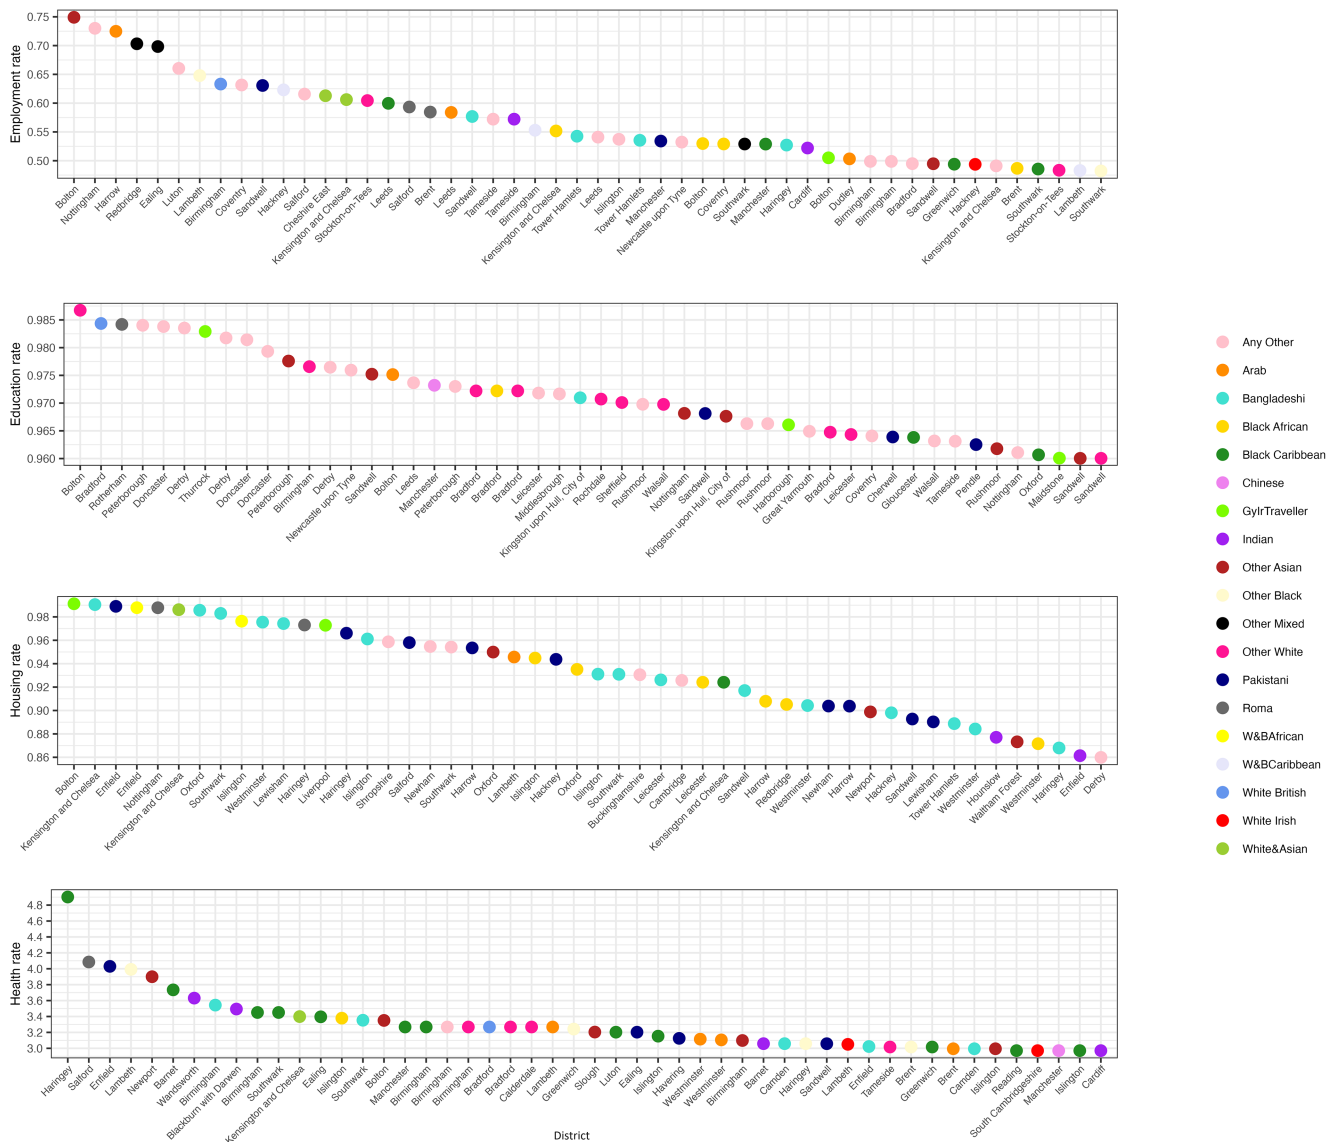 Employment rate
0.75
0.70
0.65
0.60
0.55
0.50
Bolton
Nottingham
Harrow
Redbridge
Ealing
Luton
Lambeth
Birmingham
Coventry
Sandwell
Hackney
Salford
Cheshire East
Kensington and Chelsea
Stockton-on-Tees
Leeds
Salford
Brent
Leeds
Sandwell
Tameside
Tameside
Birmingham
Kensington and Chelsea
Tower Hamlets
Leeds
Islington
Tower Hamlets
Manchester
Newcastle upon Tyne
Bolton
Coventry
Southwark
Manchester
Haringey
Cardiff
Bolton
Dudley
Birmingham
Birmingham
Bradford
Sandwell
Greenwich
Hackney
Kensington and Chelsea
Brent
Southwark
Stockton-on-Tees
Lambeth
Southwark
Education rate
0.985
0.980
0.975
0.970
0.965
0.960
Bolton
Bradford
Rotherham
Peterborough
Doncaster
Derby
Thurrock
Derby
Doncaster
Doncaster
Peterborough
Birmingham
Derby
Newcastle upon Tyne
Sandwell
Bolton
Leeds
Manchester
Peterborough
Bradford
Bradford
Bradford
Leicester
Middlesbrough
Kingston upon Hull, City of
Rochdale
Sheffield
Rushmoor
Walsall
Nottingham
Sandwell
Kingston upon Hull, City of
Rushmoor
Rushmoor
Harborough
Great Yarmouth
Bradford
Leicester
Coventry
Cherwell
Gloucester
Walsall
Tameside
Pendle
Rushmoor
Nottingham
Oxford
Maidstone
Sandwell
Sandwell
Housing rate
0.98
0.96
0.94
0.92
0.90
0.88
0.86
Bolton
Kensington and Chelsea
Enfield
Enfield
Nottingham
Kensington and Chelsea
Oxford
Southwark
Islington
Westminster
Lewisham
Haringey
Liverpool
Haringey
Islington
Shropshire
Salford
Newham
Southwark
Harrow
Oxford
Lambeth
Islington
Hackney
Oxford
Islington
Southwark
Buckinghamshire
Leicester
Cambridge
Leicester
Kensington and Chelsea
Sandwell
Harrow
Redbridge
Westminster
Newham
Harrow
Newport
Hackney
Sandwell
Lewisham
Tower Hamlets
Westminster
Hounslow
Waltham Forest
Westminster
Haringey
Enfield
Derby
Health rate
4.8
4.6
4.4
4.2
4.0
3.8
3.6
3.4
3.2
3.0
Haringey
Salford
Enfield
Lambeth
Newport
Barnet
Wandsworth
Birmingham
Blackburn with Darwen
Birmingham
Southwark
Kensington and Chelsea
Ealing
Islington
Southwark
Bolton
Manchester
Birmingham
Birmingham
Birmingham
Bradford
Bradford
Calderdale
Lambeth
Greenwich
Slough
Luton
Ealing
Islington
Havering
Westminster
Westminster
Birmingham
Barnet
Camden
Haringey
Sandwell
Lambeth
Enfield
Tameside
Brent
Greenwich
Brent
Camden
Islington
Reading
South Cambridgeshire
Manchester
Islington
Cardiff
District
Any Other
Arab
Bangladeshi
Black African
Black Caribbean
Chinese
GyIrTraveller
Indian
Other Asian
Other Black
Other Mixed
Other White
Pakistani
Roma
W&BAfrican
W&BCaribbean
White British
White Irish
White&Asian